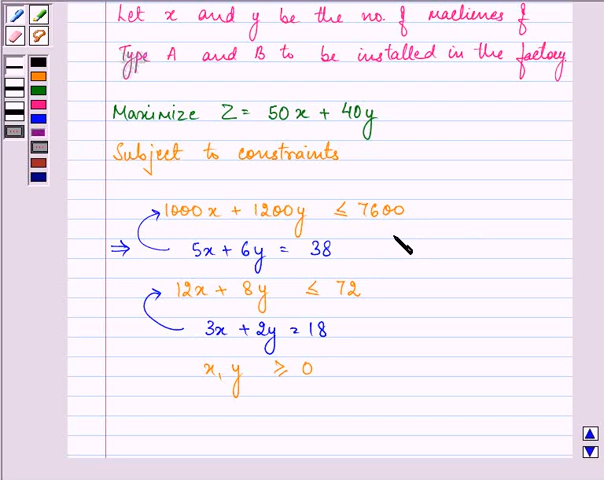 Let x and y be the no. of machines of
Type A and B to be installed in the factory.
Maximize Z = 50x + 40y
Subject to constraints
1000x + 1200y ≤ 7600
⇒ 5x + 6y = 38
12x + 8y ≤ 72
3x + 2y = 18
x, y ≥ 0